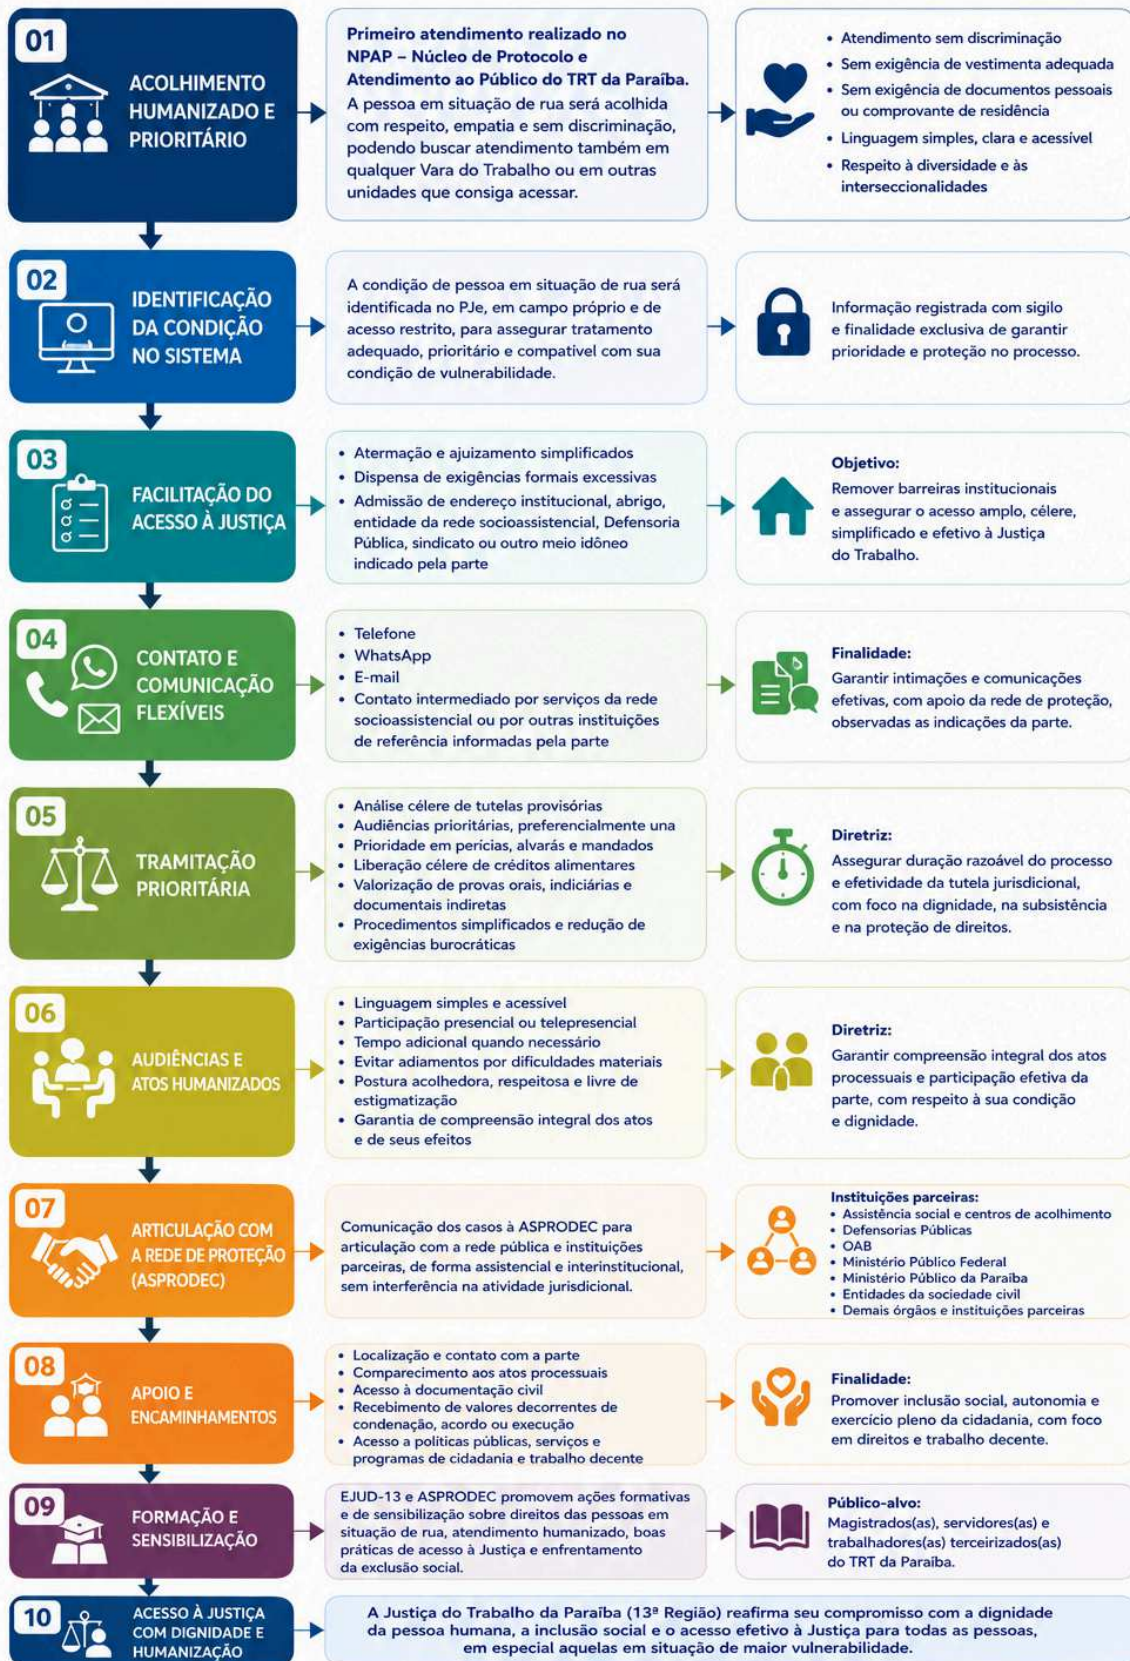 01
ACOLHIMENTO
HUMANIZADO E
PRIORITÁRIO
Primeiro atendimento realizado no
NPAP – Núcleo de Protocolo e
Atendimento ao Público do TRT da Paraíba.
A pessoa em situação de rua será acolhida
com respeito, empatia e sem discriminação,
podendo buscar atendimento também em
qualquer Vara do Trabalho ou em outras
unidades que consiga acessar.
• Atendimento sem discriminação
• Sem exigência de vestimenta adequada
• Sem exigência de documentos pessoais
ou comprovante de residência
• Linguagem simples, clara e acessível
• Respeito à diversidade e às
interseccionalidades
02
IDENTIFICAÇÃO
DA CONDIÇÃO
NO SISTEMA
A condição de pessoa em situação de rua será
identificada no PJe, em campo próprio e de
acesso restrito, para assegurar tratamento
adequado, prioritário e compatível com sua
condição de vulnerabilidade.
Informação registrada com sigilo
e finalidade exclusiva de garantir
prioridade e proteção no processo.
03
FACILITAÇÃO DO
ACESSO À JUSTIÇA
• Atermação e ajuizamento simplificados
• Dispensa de exigências formais excessivas
• Admissão de endereço institucional, abrigo,
entidade da rede socioassistencial, Defensoria
Pública, sindicato ou outro meio idôneo
indicado pela parte
Objetivo:
Remover barreiras institucionais
e assegurar o acesso amplo, célere,
simplificado e efetivo à Justiça
do Trabalho.
04
CONTATO E
COMUNICAÇÃO
FLEXÍVEIS
• Telefone
• WhatsApp
• E-mail
• Contato intermediado por serviços da rede
socioassistencial ou por outras instituições
de referência informadas pela parte
Finalidade:
Garantir intimações e comunicações
efetivas, com apoio da rede de proteção,
observadas as indicações da parte.
05
TRAMITAÇÃO
PRIORITÁRIA
• Análise célere de tutelas provisórias
• Audiências prioritárias, preferencialmente una
• Prioridade em perícias, alvarás e mandados
• Liberação célere de créditos alimentares
• Valorização de provas orais, indiciárias e
documentais indiretas
• Procedimentos simplificados e redução de
exigências burocráticas
Diretriz:
Assegurar duração razoável do processo
e efetividade da tutela jurisdicional,
com foco na dignidade, na subsistência
e na proteção de direitos.
06
AUDIÊNCIAS E
ATOS HUMANIZADOS
• Linguagem simples e acessível
• Participação presencial ou telepresencial
• Tempo adicional quando necessário
• Evitar adiamentos por dificuldades materiais
• Postura acolhedora, respeitosa e livre de
estigmatização
• Garantia de compreensão integral dos atos
e de seus efeitos
Diretriz:
Garantir compreensão integral dos atos
processuais e participação efetiva da
parte, com respeito à sua condição
e dignidade.
07
ARTICULAÇÃO COM
A REDE DE PROTEÇÃO
(ASPRODEC)
Comunicação dos casos à ASPRODEC para
articulação com a rede pública e instituições
parceiras, de forma assistencial e interinstitucional,
sem interferência na atividade jurisdicional.
Instituições parceiras:
• Assistência social e centros de acolhimento
• Defensorias Públicas
• OAB
• Ministério Público Federal
• Ministério Público da Paraíba
• Entidades da sociedade civil
• Demais órgãos e instituições parceiras
08
APOIO E
ENCAMINHAMENTOS
• Localização e contato com a parte
• Comparecimento aos atos processuais
• Acesso à documentação civil
• Recebimento de valores decorrentes de
condenação, acordo ou execução
• Acesso a políticas públicas, serviços e
programas de cidadania e trabalho decente
Finalidade:
Promover inclusão social, autonomia e
exercício pleno da cidadania, com foco
em direitos e trabalho decente.
09
FORMAÇÃO E
SENSIBILIZAÇÃO
EJUD-13 e ASPRODEC promovem ações formativas
e de sensibilização sobre direitos das pessoas em
situação de rua, atendimento humanizado, boas
práticas de acesso à Justiça e enfrentamento
da exclusão social.
Público-alvo:
Magistrados(as), servidores(as) e
trabalhadores(as) terceirizados(as)
do TRT da Paraíba.
10
ACESSO À JUSTIÇA
COM DIGNIDADE E
HUMANIZAÇÃO
A Justiça do Trabalho da Paraíba (13ª Região) reafirma seu compromisso com a dignidade
da pessoa humana, a inclusão social e o acesso efetivo à Justiça para todas as pessoas,
em especial aquelas em situação de maior vulnerabilidade.